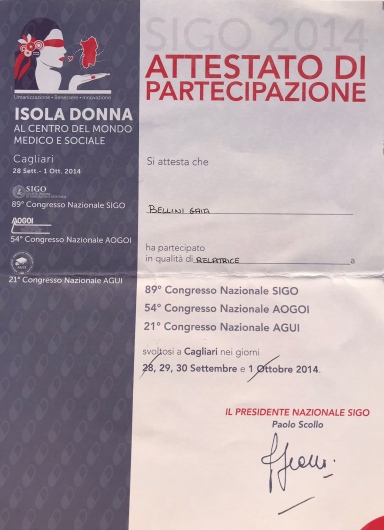 SIGO 2014
ATTESTATO DI
PARTECIPAZIONE
Umanizzazione • Benessere • Innovazione
ISOLA DONNA
AL CENTRO DEL MONDO
MEDICO E SOCIALE
Cagliari
28 Sett. - 1 Ott. 2014
SIGO
89° Congresso Nazionale SIGO
AOGOI
54° Congresso Nazionale AOGOI
21° Congresso Nazionale AGUI
Si attesta che
BELLINI GAIA
ha partecipato
in qualità di RELATRICE a
89° Congresso Nazionale SIGO
54° Congresso Nazionale AOGOI
21° Congresso Nazionale AGUI
svoltosi a Cagliari nei giorni
28, 29, 30 Settembre e 1 Ottobre 2014.
IL PRESIDENTE NAZIONALE SIGO
Paolo Scollo